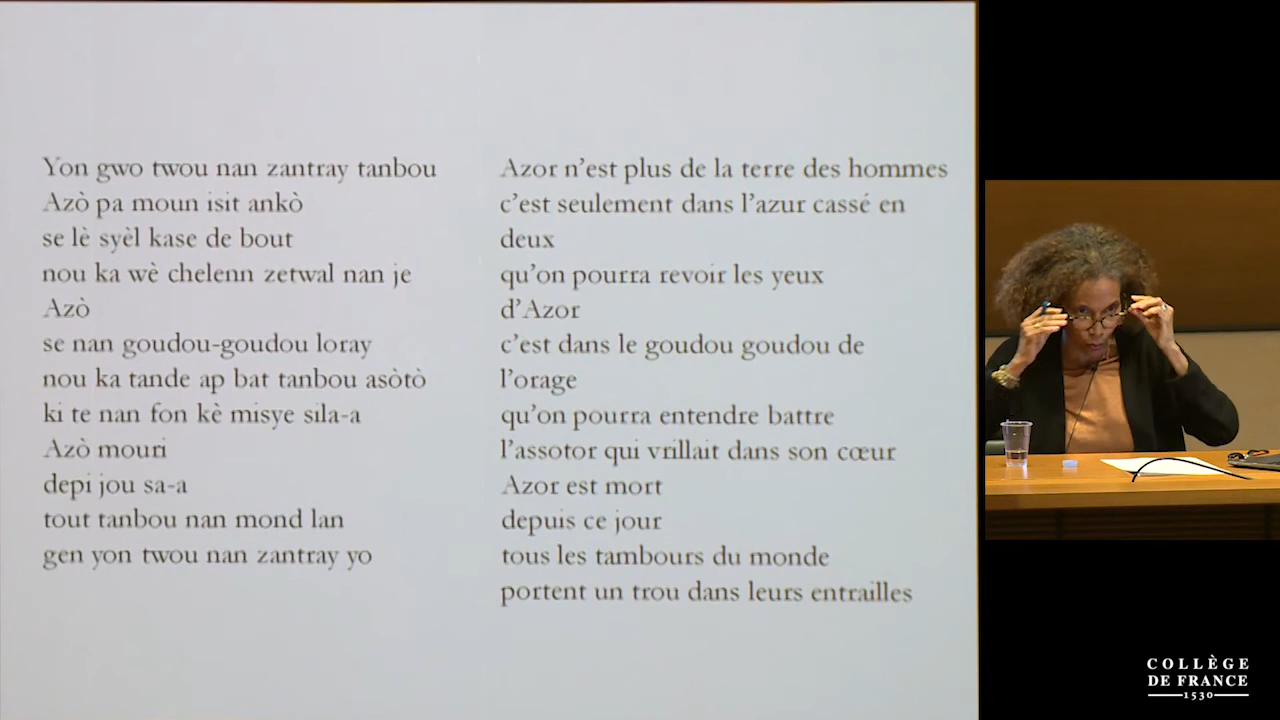 Yon gwo twou nan zantray tanbou
Azò pa moun isit ankò
se lè syèl kase de bout
nou ka wè chelenn zetwal nan je
Azò
se nan goudou-goudou loray
nou ka tande ap bat tanbou asòtò
ki te nan fon kè misye sila-a
Azò mouri
depi jou sa-a
tout tanbou nan mond lan
gen yon twou nan zantray yo
Azor n'est plus de la terre des hommes
c'est seulement dans l'azur cassé en
deux
qu'on pourra revoir les yeux
d'Azor
c'est dans le goudou goudou de
l'orage
qu'on pourra entendre battre
l'assotor qui vrillait dans son cœur
Azor est mort
depuis ce jour
tous les tambours du monde
portent un trou dans leurs entrailles
COLLÈGE
DE FRANCE
1530